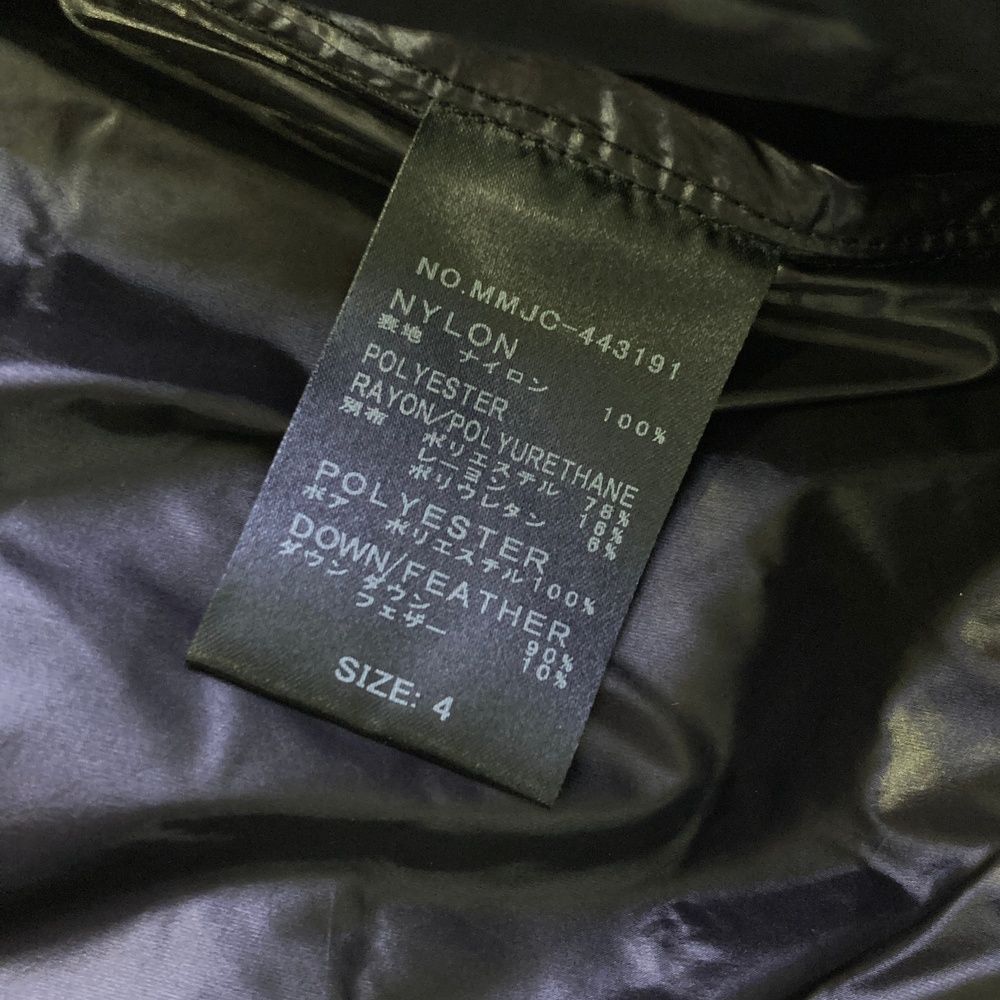 NO.MMJC-443191
NYLON
表地 ナイロン 100%
POLYESTER
RAYON/POLYURETHANE
別布 ポリエステル 78%
レーヨン 16%
ポリウレタン 6%
POLYESTER
ボア ポリエステル 100%
DOWN/FEATHER
ダウン ダウン 90%
フェザー 10%
SIZE: 4